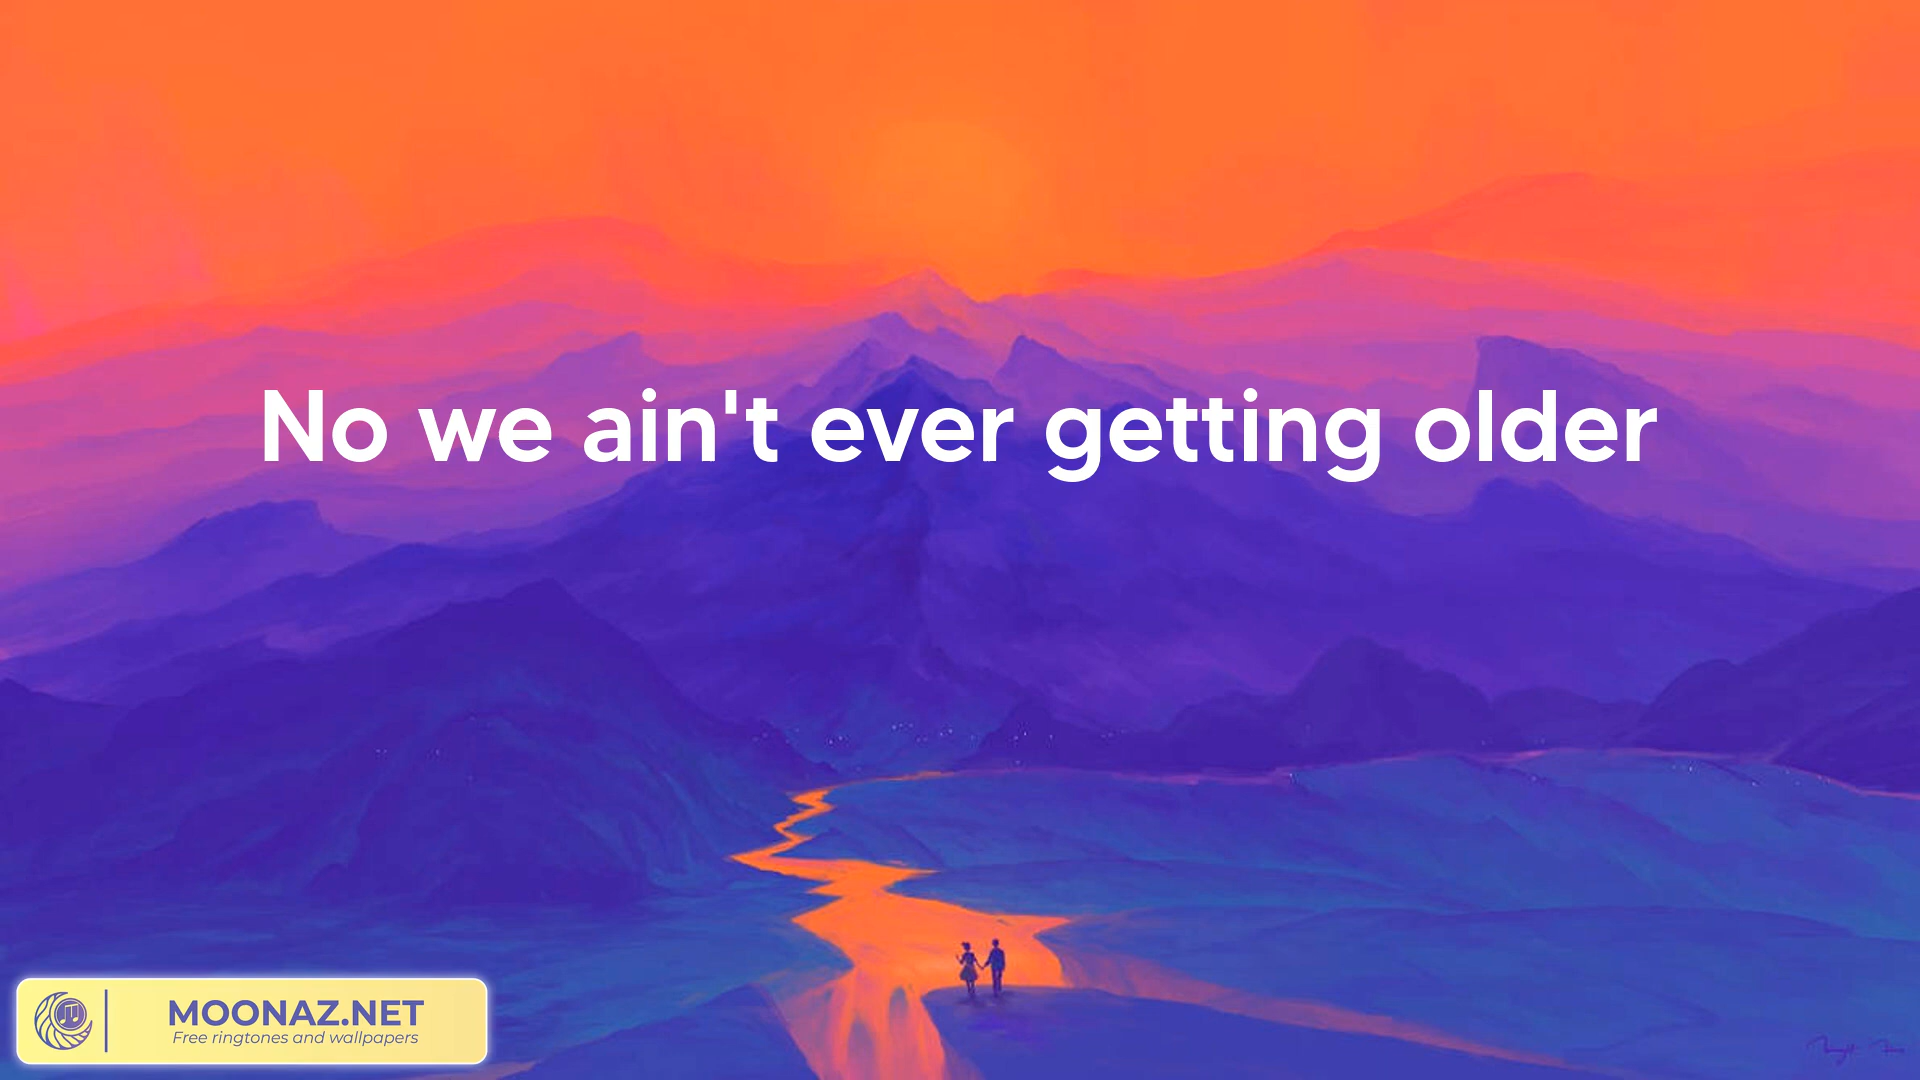 No we ain't ever getting older
MOONAZ.NET
Free ringtones and wallpapers